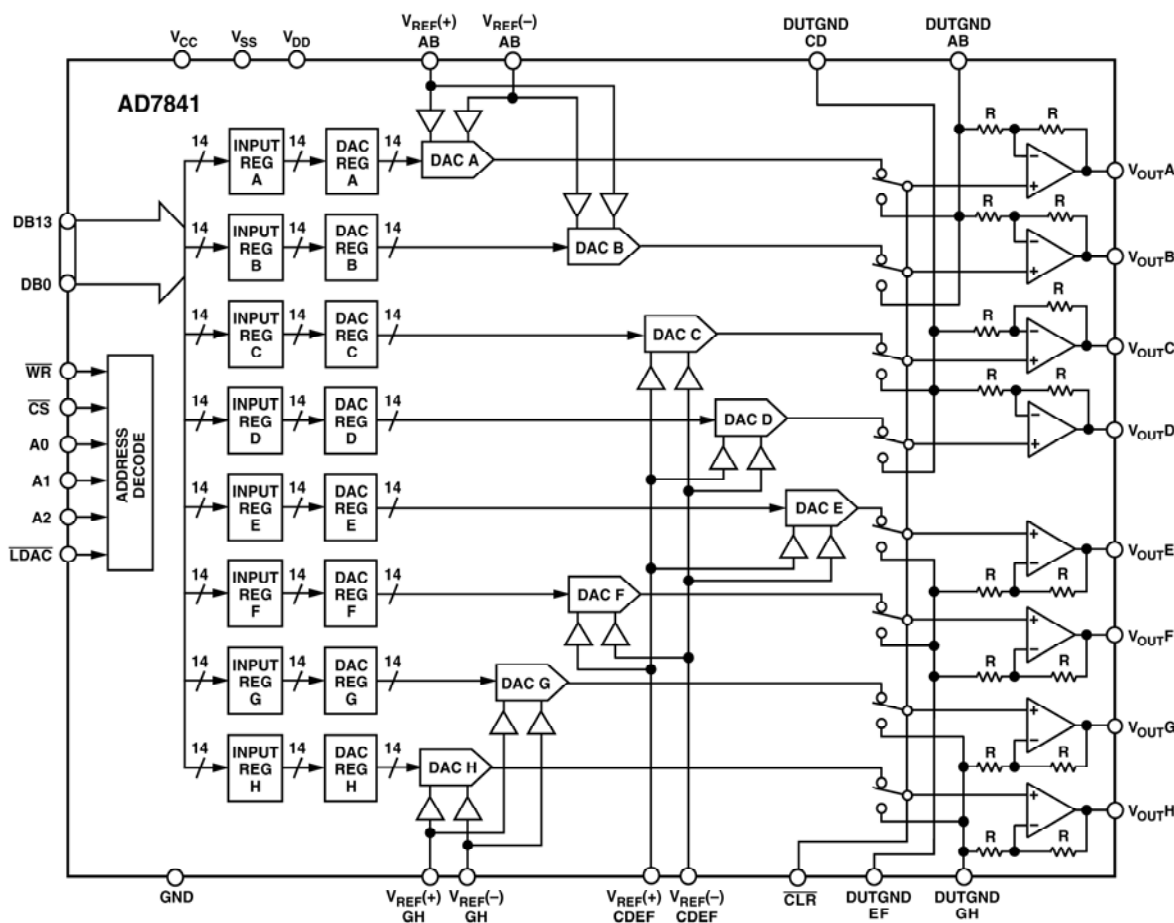 VREF(+) VREF(–) DUTGND DUTGND
VCC VSS VDD AB AB CD AB
AD7841
14 INPUT REG A 14 DAC REG A 14 DAC A R R VOUTA
DB13
14 INPUT REG B 14 DAC REG B 14 DAC B R R VOUTB
DB0
14 INPUT REG C 14 DAC REG C 14 DAC C R R VOUTC
WR
CS
14 INPUT REG D 14 DAC REG D 14 DAC D R R VOUTD
A0
A1
ADDRESS DECODE
14 INPUT REG E 14 DAC REG E 14 DAC E R R VOUTE
A2
LDAC
14 INPUT REG F 14 DAC REG F 14 DAC F R R VOUTF
14 INPUT REG G 14 DAC REG G 14 DAC G R R VOUTG
14 INPUT REG H 14 DAC REG H 14 DAC H R R VOUTH
GND VREF(+) VREF(–) VREF(+) VREF(–) CLR DUTGND DUTGND
GH GH CDEF CDEF EF GH